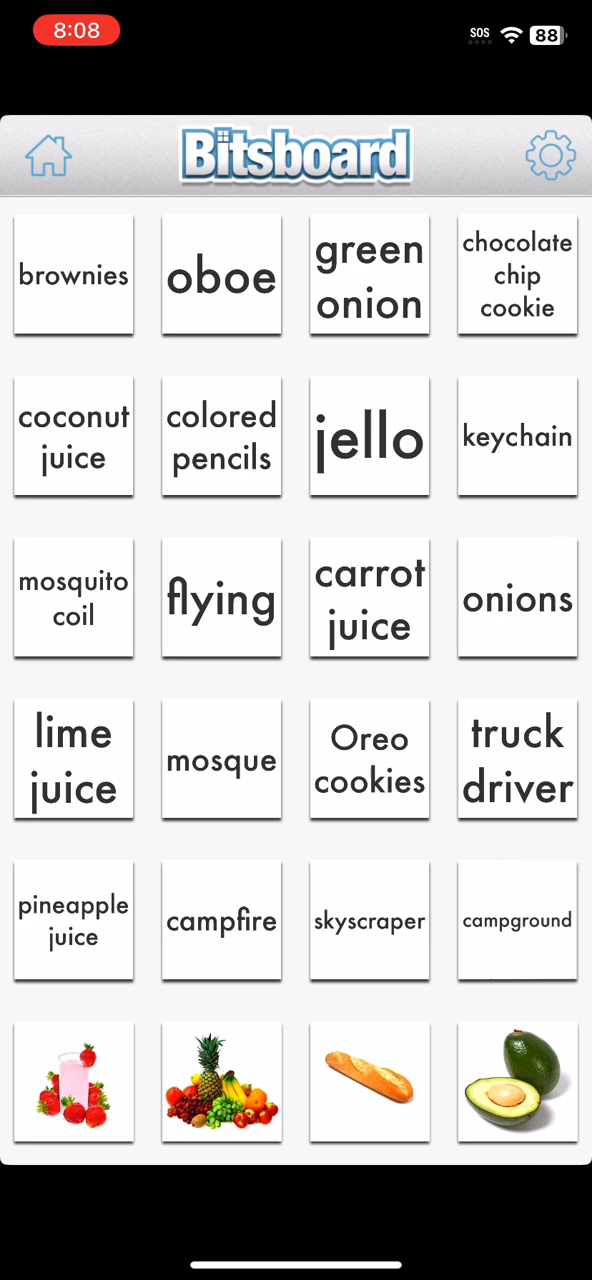 8:08
SOS
88
Bitsboard
brownies
oboe
green
onion
chocolate
chip
cookie
coconut
juice
colored
pencils
jello
keychain
mosquito
coil
flying
carrot
juice
onions
lime
juice
mosque
Oreo
cookies
truck
driver
pineapple
juice
campfire
skyscraper
campground